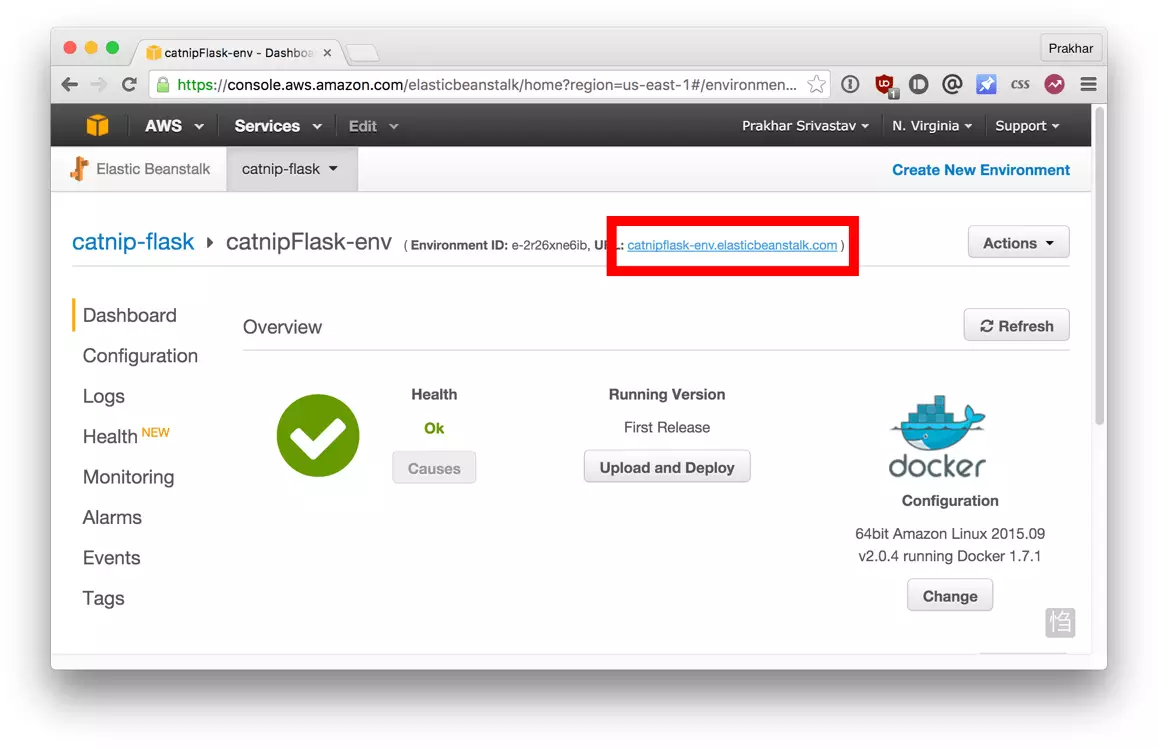 catnipFlask-env - Dashboa
Prakhar
https://console.aws.amazon.com/elasticbeanstalk/home?region=us-east-1#/environmen...
1
CSS
AWS Services Edit Prakhar Srivastav N. Virginia Support
Elastic Beanstalk catnip-flask Create New Environment
catnip-flask catnipFlask-env ( Environment ID: e-2r26xne6ib, URL: catnipflask-env.elasticbeanstalk.com )
Actions
Dashboard
Configuration
Logs
Health NEW
Monitoring
Alarms
Events
Tags
Overview
Refresh
Health
Ok
Causes
Running Version
First Release
Upload and Deploy
docker
Configuration
64bit Amazon Linux 2015.09
v2.0.4 running Docker 1.7.1
Change